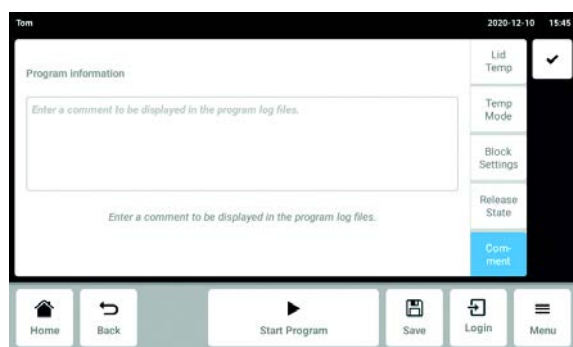 Tom
2020-12-10 15:45
Program information
Enter a comment to be displayed in the program log files.
Enter a comment to be displayed in the program log files.
Lid
Temp
Temp
Mode
Block
Settings
Release
State
Com-
ment
Home
Back
Start Program
Save
Login
Menu